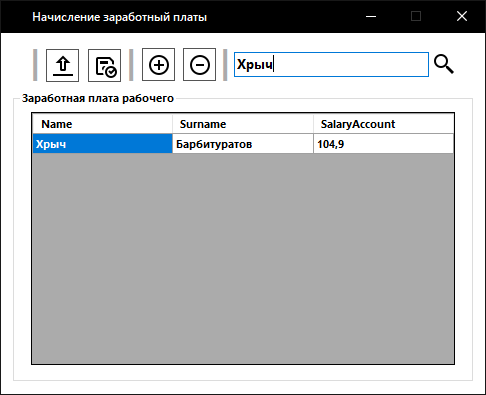 Начисление заработный платы
Хрыч
Заработная плата рабочего
Name Surname SalaryAccount
Хрыч Барбитуратов 104,9